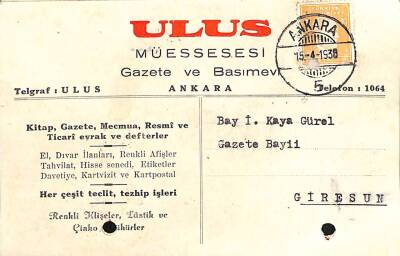 ULUS
MÜESSESESİ
Gazete ve Basımevi
Telgraf : ULUS
ANKARA
Telefon : 1064
ANKARA
15-4-1938
5
Kitap, Gazete, Mecmua, Resmî ve
Ticarî evrak ve defterler
El, Dıvar İlanları, Renkli Afişler
Tahvilat, Hisse senedi, Etiketler
Davetiye, Kartvizit ve Kartpostal
Her çeşit teclit, tezhip işleri
Renkli Klişeler, Lâstik ve
Çinko
Bay İ. Kaya Gürel
Gazete Bayii
GİRESUN